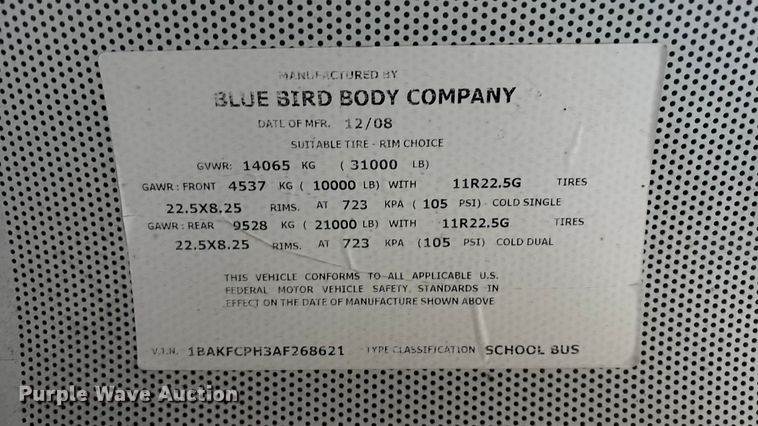 MANUFACTURED BY
BLUE BIRD BODY COMPANY
DATE OF MFR. 12/08
SUITABLE TIRE - RIM CHOICE
GVWR: 14065 KG ( 31000 LB)
GAWR : FRONT 4537 KG ( 10000 LB) WITH 11R22.5G TIRES
22.5X8.25 RIMS. AT 723 KPA ( 105 PSI) - COLD SINGLE
GAWR : REAR 9528 KG ( 21000 LB) WITH 11R22.5G TIRES
22.5X8.25 RIMS. AT 723 KPA (105 PSI) COLD DUAL
THIS VEHICLE CONFORMS TO ALL APPLICABLE U.S.
FEDERAL MOTOR VEHICLE SAFETY STANDARDS IN
EFFECT ON THE DATE OF MANUFACTURE SHOWN ABOVE
V.I.N. 1BAKFCPH3AF268621 TYPE CLASSIFICATION SCHOOL BUS
Purple Wave Auction